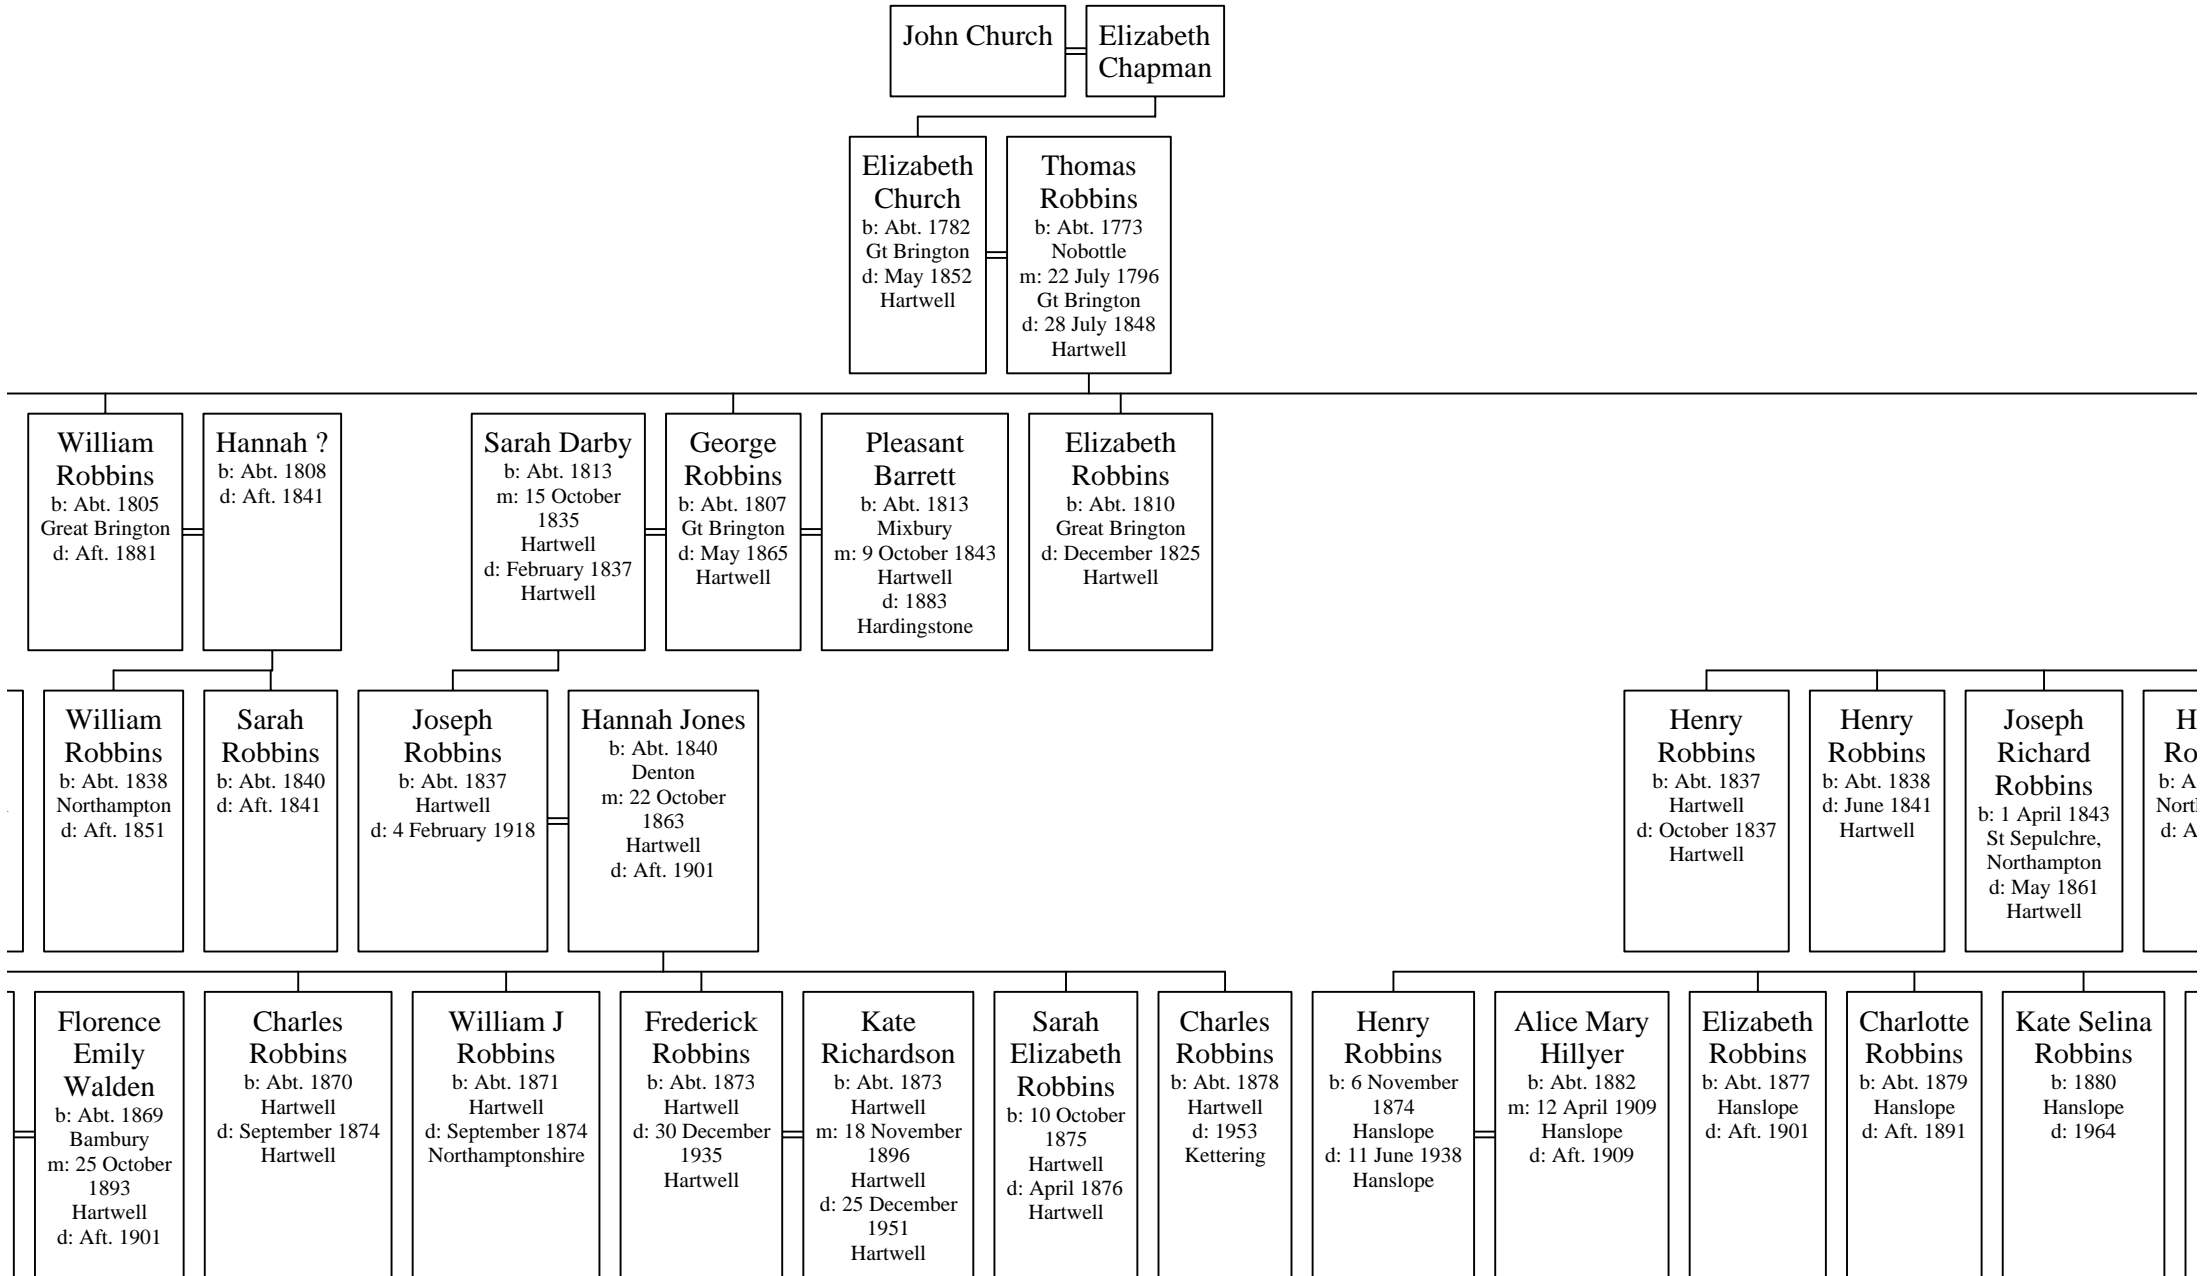 John Church
Elizabeth
Chapman
Elizabeth
Church
b: Abt. 1782
Gt Brington
d: May 1852
Hartwell
Thomas
Robbins
b: Abt. 1773
Nobottle
m: 22 July 1796
Gt Brington
d: 28 July 1848
Hartwell
William
Robbins
b: Abt. 1805
Great Brington
d: Aft. 1881
Hannah ?
b: Abt. 1808
d: Aft. 1841
Sarah Darby
b: Abt. 1813
m: 15 October
1835
Hartwell
d: February 1837
Hartwell
George
Robbins
b: Abt. 1807
Gt Brington
d: May 1865
Hartwell
Pleasant
Barrett
b: Abt. 1813
Mixbury
m: 9 October 1843
Hartwell
d: 1883
Hardingstone
Elizabeth
Robbins
b: Abt. 1810
Great Brington
d: December 1825
Hartwell
William
Robbins
b: Abt. 1838
Northampton
d: Aft. 1851
Sarah
Robbins
b: Abt. 1840
d: Aft. 1841
Joseph
Robbins
b: Abt. 1837
Hartwell
d: 4 February 1918
Hannah Jones
b: Abt. 1840
Denton
m: 22 October
1863
Hartwell
d: Aft. 1901
Henry
Robbins
b: Abt. 1837
Hartwell
d: October 1837
Hartwell
Henry
Robbins
b: Abt. 1838
d: June 1841
Hartwell
Joseph
Richard
Robbins
b: 1 April 1843
St Sepulchre,
Northampton
d: May 1861
Hartwell
H
Ro
b: A
Nort
d: A
Florence
Emily
Walden
b: Abt. 1869
Bambury
m: 25 October
1893
Hartwell
d: Aft. 1901
Charles
Robbins
b: Abt. 1870
Hartwell
d: September 1874
Hartwell
William J
Robbins
b: Abt. 1871
Hartwell
d: September 1874
Northamptonshire
Frederick
Robbins
b: Abt. 1873
Hartwell
d: 30 December
1935
Hartwell
Kate
Richardson
b: Abt. 1873
Hartwell
m: 18 November
1896
Hartwell
d: 25 December
1951
Hartwell
Sarah
Elizabeth
Robbins
b: 10 October
1875
Hartwell
d: April 1876
Hartwell
Charles
Robbins
b: Abt. 1878
Hartwell
d: 1953
Kettering
Henry
Robbins
b: 6 November
1874
Hanslope
d: 11 June 1938
Hanslope
Alice Mary
Hillyer
b: Abt. 1882
m: 12 April 1909
Hanslope
d: Aft. 1909
Elizabeth
Robbins
b: Abt. 1877
Hanslope
d: Aft. 1901
Charlotte
Robbins
b: Abt. 1879
Hanslope
d: Aft. 1891
Kate Selina
Robbins
b: 1880
Hanslope
d: 1964